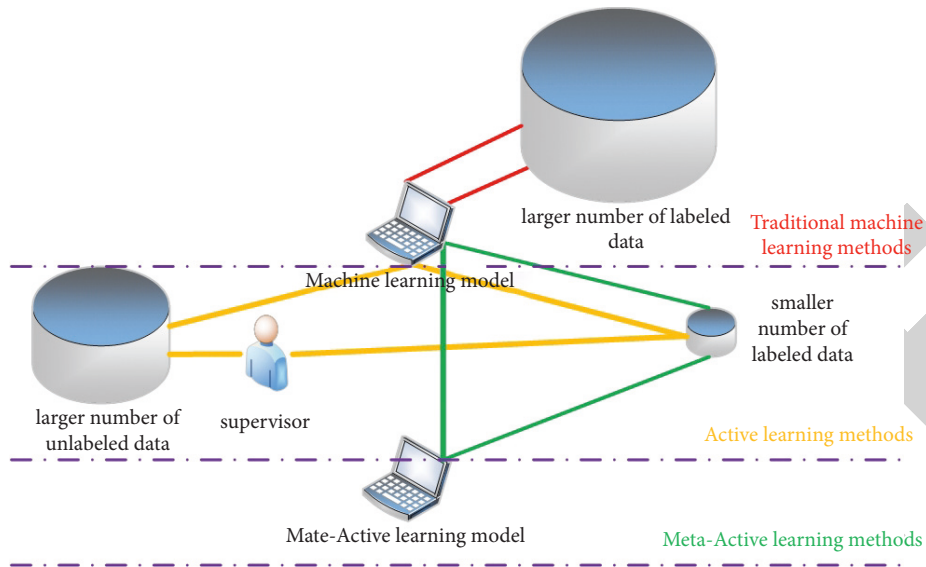 larger number of labeled
data
Traditional machine
learning methods
Machine learning model
smaller
number of
labeled data
larger number of
unlabeled data
supervisor
Active learning methods
Mate-Active learning model
Meta-Active learning methods